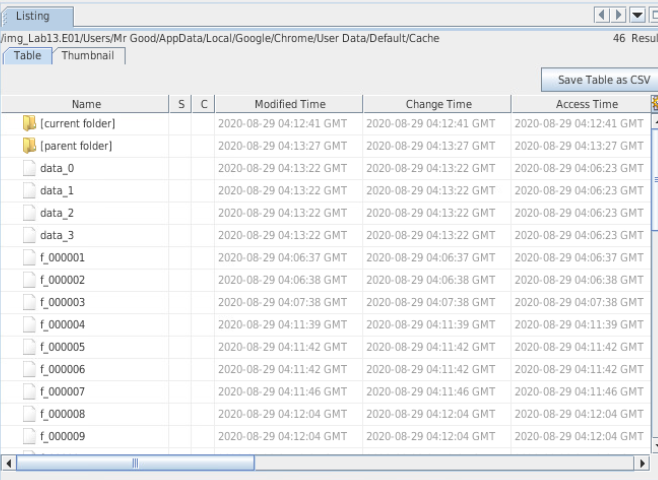 Listing
/img_Lab13.E01/Users/Mr Good/AppData/Local/Google/Chrome/User Data/Default/Cache 46 Resul
Table Thumbnail
Save Table as CSV
Name S C Modified Time Change Time Access Time
[current folder] 2020-08-29 04:12:41 GMT 2020-08-29 04:12:41 GMT 2020-08-29 04:12:41 GMT
[parent folder] 2020-08-29 04:13:27 GMT 2020-08-29 04:13:27 GMT 2020-08-29 04:13:27 GMT
data_0 2020-08-29 04:13:22 GMT 2020-08-29 04:13:22 GMT 2020-08-29 04:06:23 GMT
data_1 2020-08-29 04:13:22 GMT 2020-08-29 04:13:22 GMT 2020-08-29 04:06:23 GMT
data_2 2020-08-29 04:13:22 GMT 2020-08-29 04:13:22 GMT 2020-08-29 04:06:23 GMT
data_3 2020-08-29 04:13:22 GMT 2020-08-29 04:13:22 GMT 2020-08-29 04:06:23 GMT
f_000001 2020-08-29 04:06:37 GMT 2020-08-29 04:06:37 GMT 2020-08-29 04:06:37 GMT
f_000002 2020-08-29 04:06:38 GMT 2020-08-29 04:06:38 GMT 2020-08-29 04:06:38 GMT
f_000003 2020-08-29 04:07:38 GMT 2020-08-29 04:07:38 GMT 2020-08-29 04:07:38 GMT
f_000004 2020-08-29 04:11:39 GMT 2020-08-29 04:11:39 GMT 2020-08-29 04:11:39 GMT
f_000005 2020-08-29 04:11:42 GMT 2020-08-29 04:11:42 GMT 2020-08-29 04:11:42 GMT
f_000006 2020-08-29 04:11:42 GMT 2020-08-29 04:11:42 GMT 2020-08-29 04:11:42 GMT
f_000007 2020-08-29 04:11:46 GMT 2020-08-29 04:11:46 GMT 2020-08-29 04:11:46 GMT
f_000008 2020-08-29 04:12:04 GMT 2020-08-29 04:12:04 GMT 2020-08-29 04:12:04 GMT
f_000009 2020-08-29 04:12:04 GMT 2020-08-29 04:12:04 GMT 2020-08-29 04:12:04 GMT